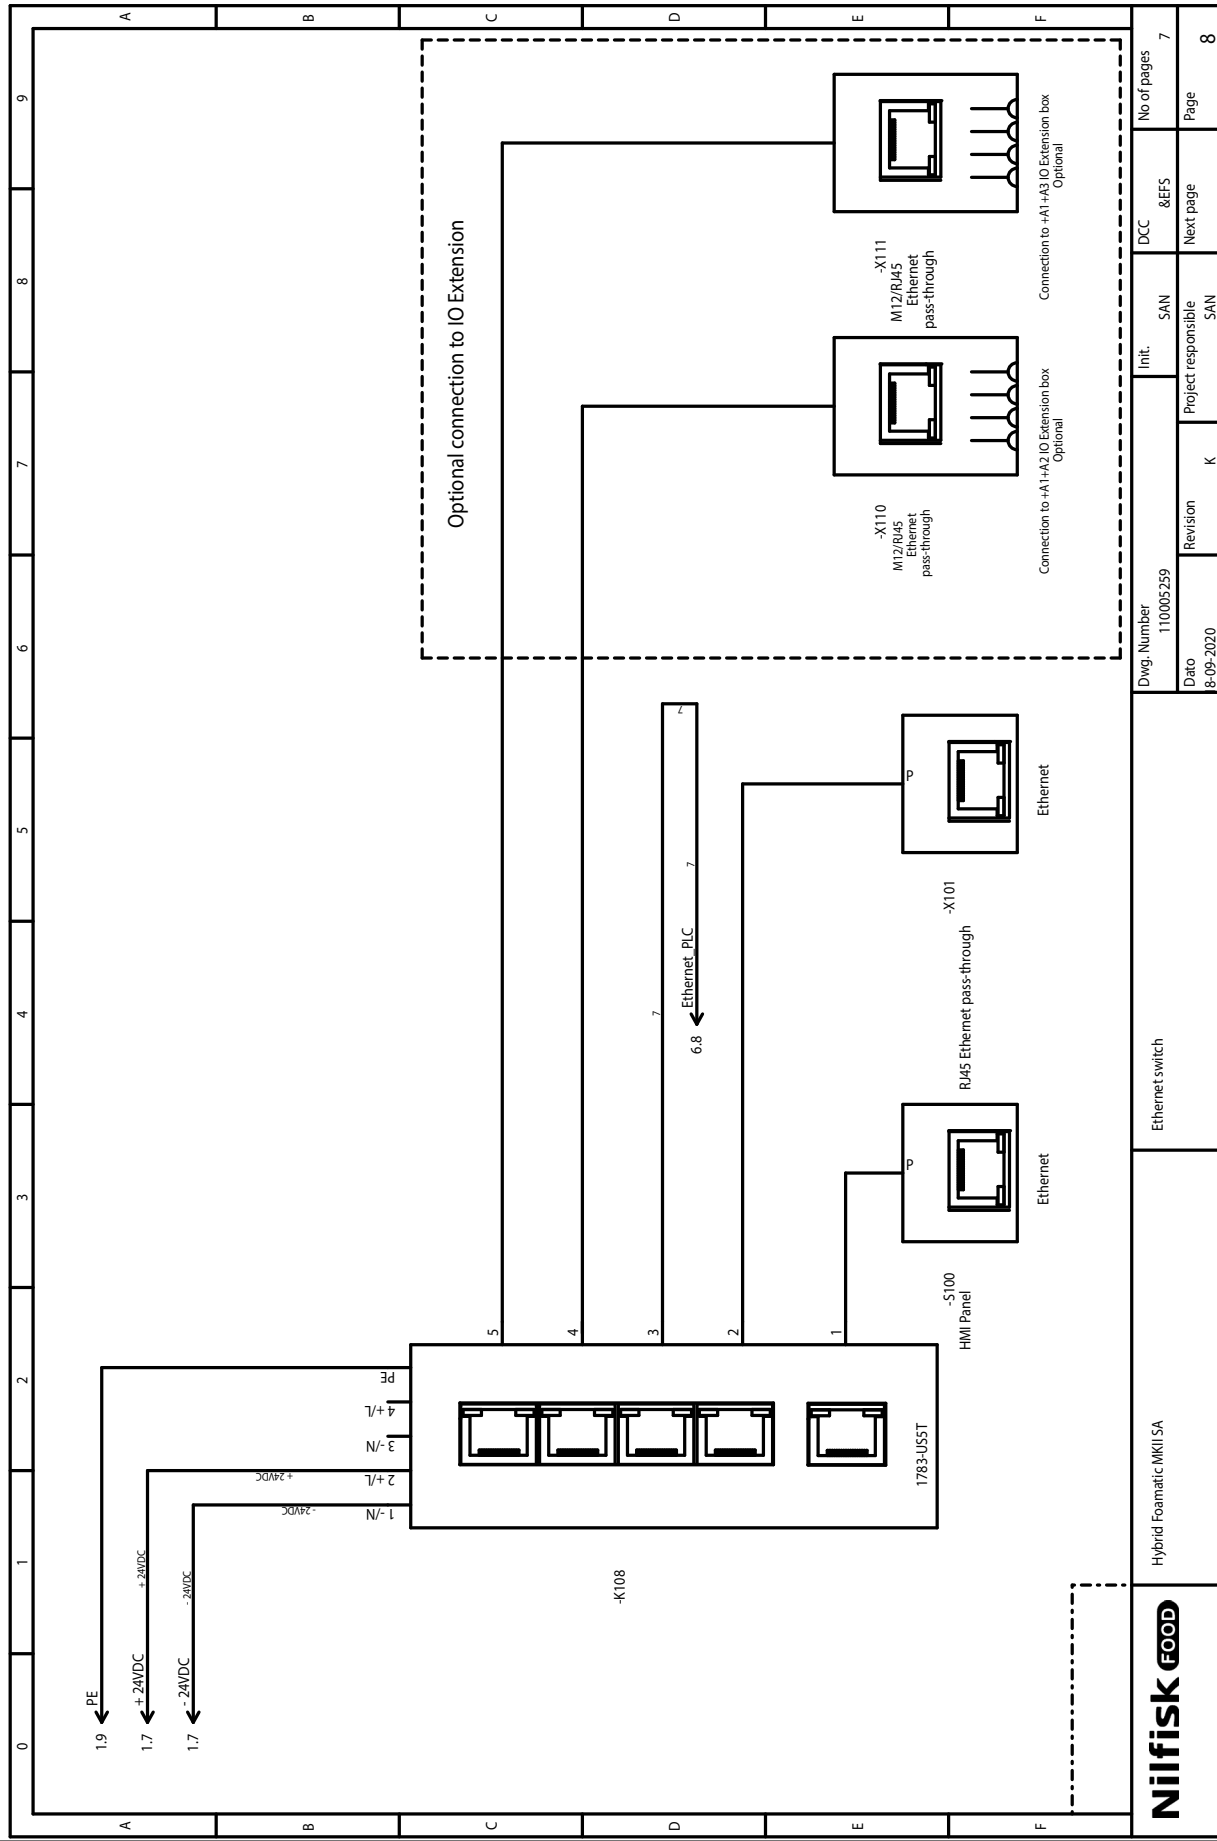 0
1
2
3
4
5
6
7
8
9
A
A
B
B
C
C
D
D
E
E
F
F
1.9
PE
1.7
+ 24VDC
+ 24VDC
1.7
- 24VDC
- 24VDC
- 24VDC
+ 24VDC
1 -/N
2 +/L
3 -/N
4 +/L
PE
-K108
1783-US5T
5
4
3
2
1
7
7
7
6.8
Ethernet_PLC
Optional connection to IO Extension
-S100
HMI Panel
P
Ethernet
-X101
RJ45 Ethernet pass-through
P
Ethernet
-X110
M12/RJ45
Ethernet
pass-through
Connection to +A1+A2 IO Extension box
Optional
-X111
M12/RJ45
Ethernet
pass-through
Connection to +A1+A3 IO Extension box
Optional
Nilfisk FOOD
Hybrid Foamatic MKII SA
Ethernet switch
Dwg. Number
110005259
Init.
SAN
DCC
&EFS
No of pages
7
Dato
8-09-2020
Revision
K
Project responsible
SAN
Next page
Page
8